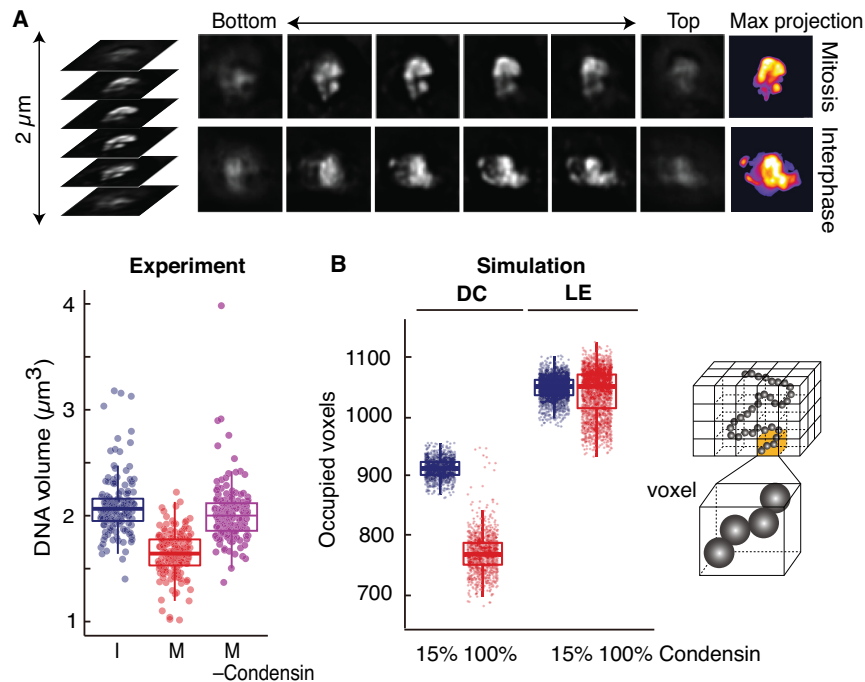 A
Bottom
Top
Max projection
2 µm
Mitosis
Interphase
Experiment
DNA volume (µm³)
4
3
2
1
I
M
M
–Condensin
B
Simulation
DC
LE
Occupied voxels
1100
1000
900
800
700
15% 100%
15% 100% Condensin
voxel